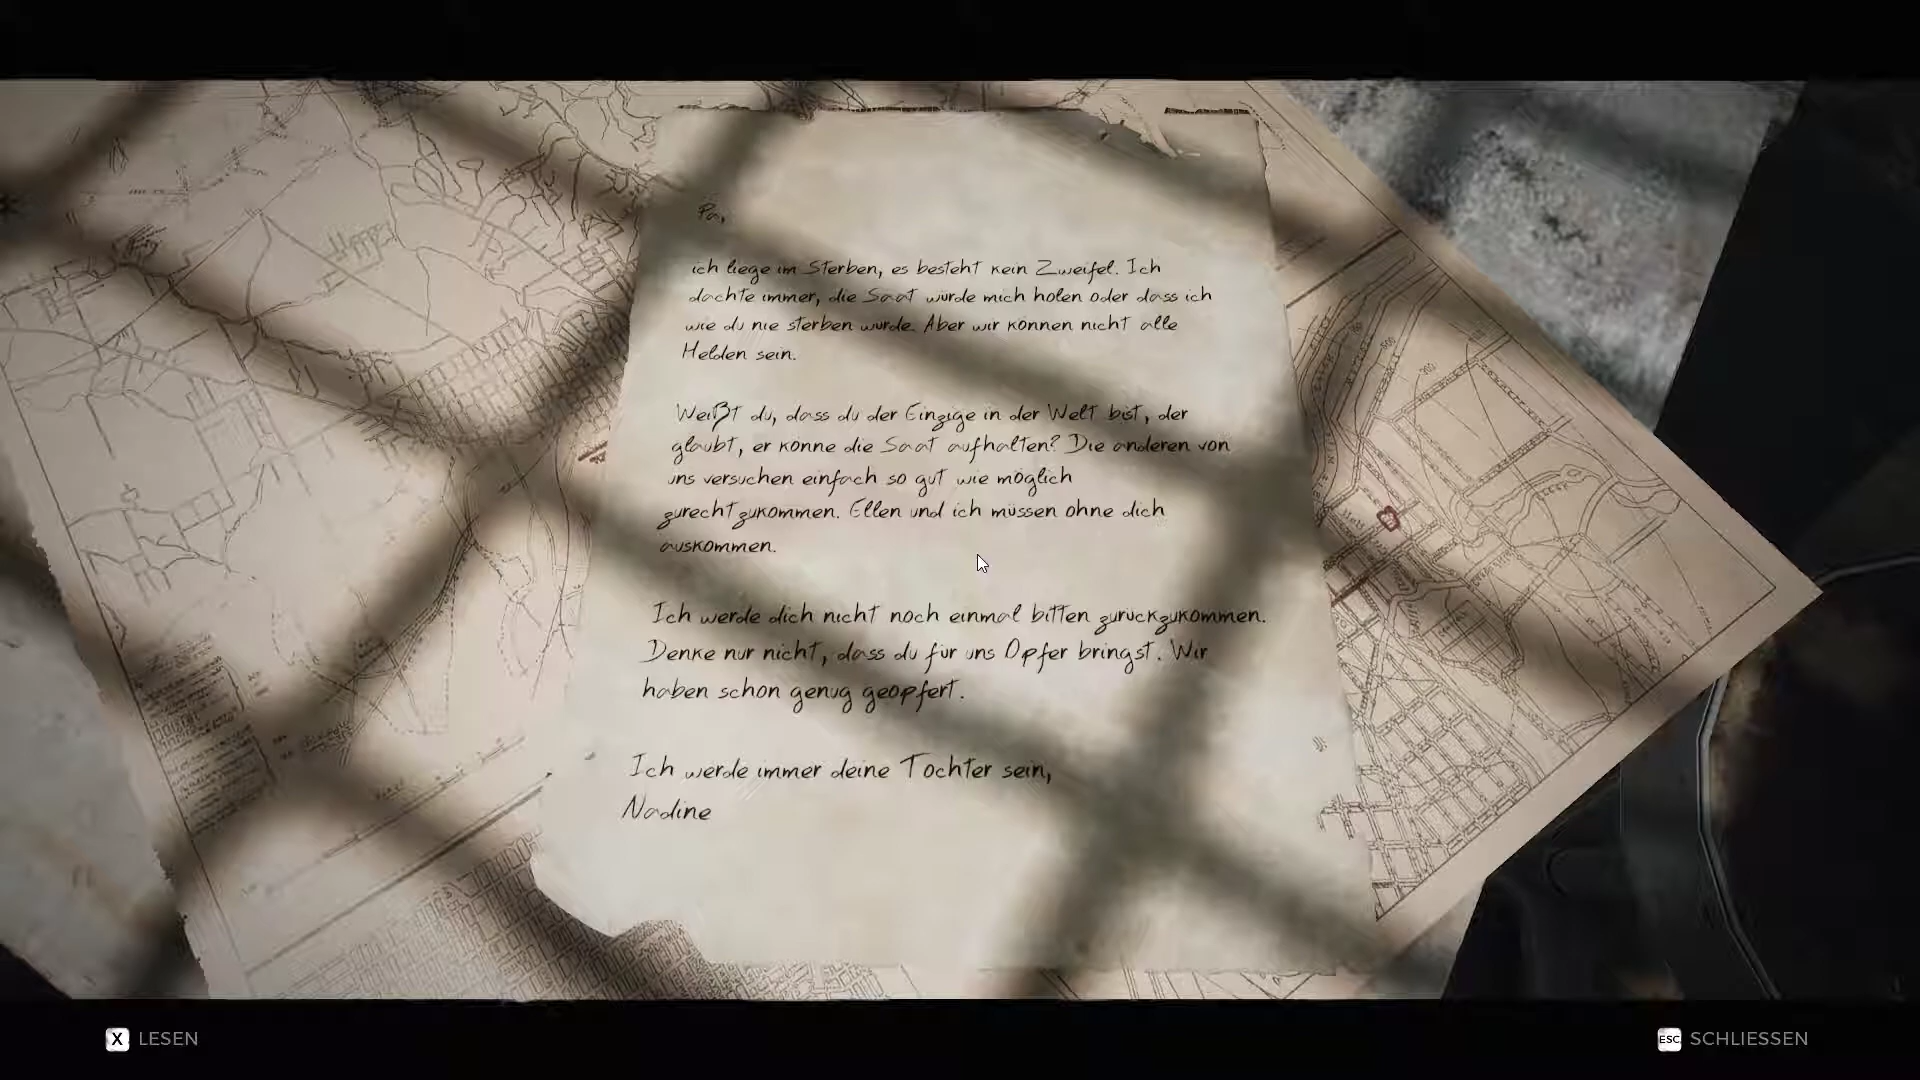 Pa,
ich liege im Sterben, es besteht kein Zweifel. Ich
dachte immer, die Saat würde mich holen oder dass ich
wie du nie sterben würde. Aber wir können nicht alle
Helden sein.
Weißt du, dass du der Einzige in der Welt bist, der
glaubt, er könne die Saat aufhalten? Die anderen von
uns versuchen einfach so gut wie möglich
zurechtzukommen. Ellen und ich müssen ohne dich
auskommen.
Ich werde dich nicht noch einmal bitten zurückzukommen.
Denke nur nicht, dass du für uns Opfer bringst. Wir
haben schon genug geopfert.
Ich werde immer deine Tochter sein,
Nadine
X LESEN
ESC SCHLIESSEN